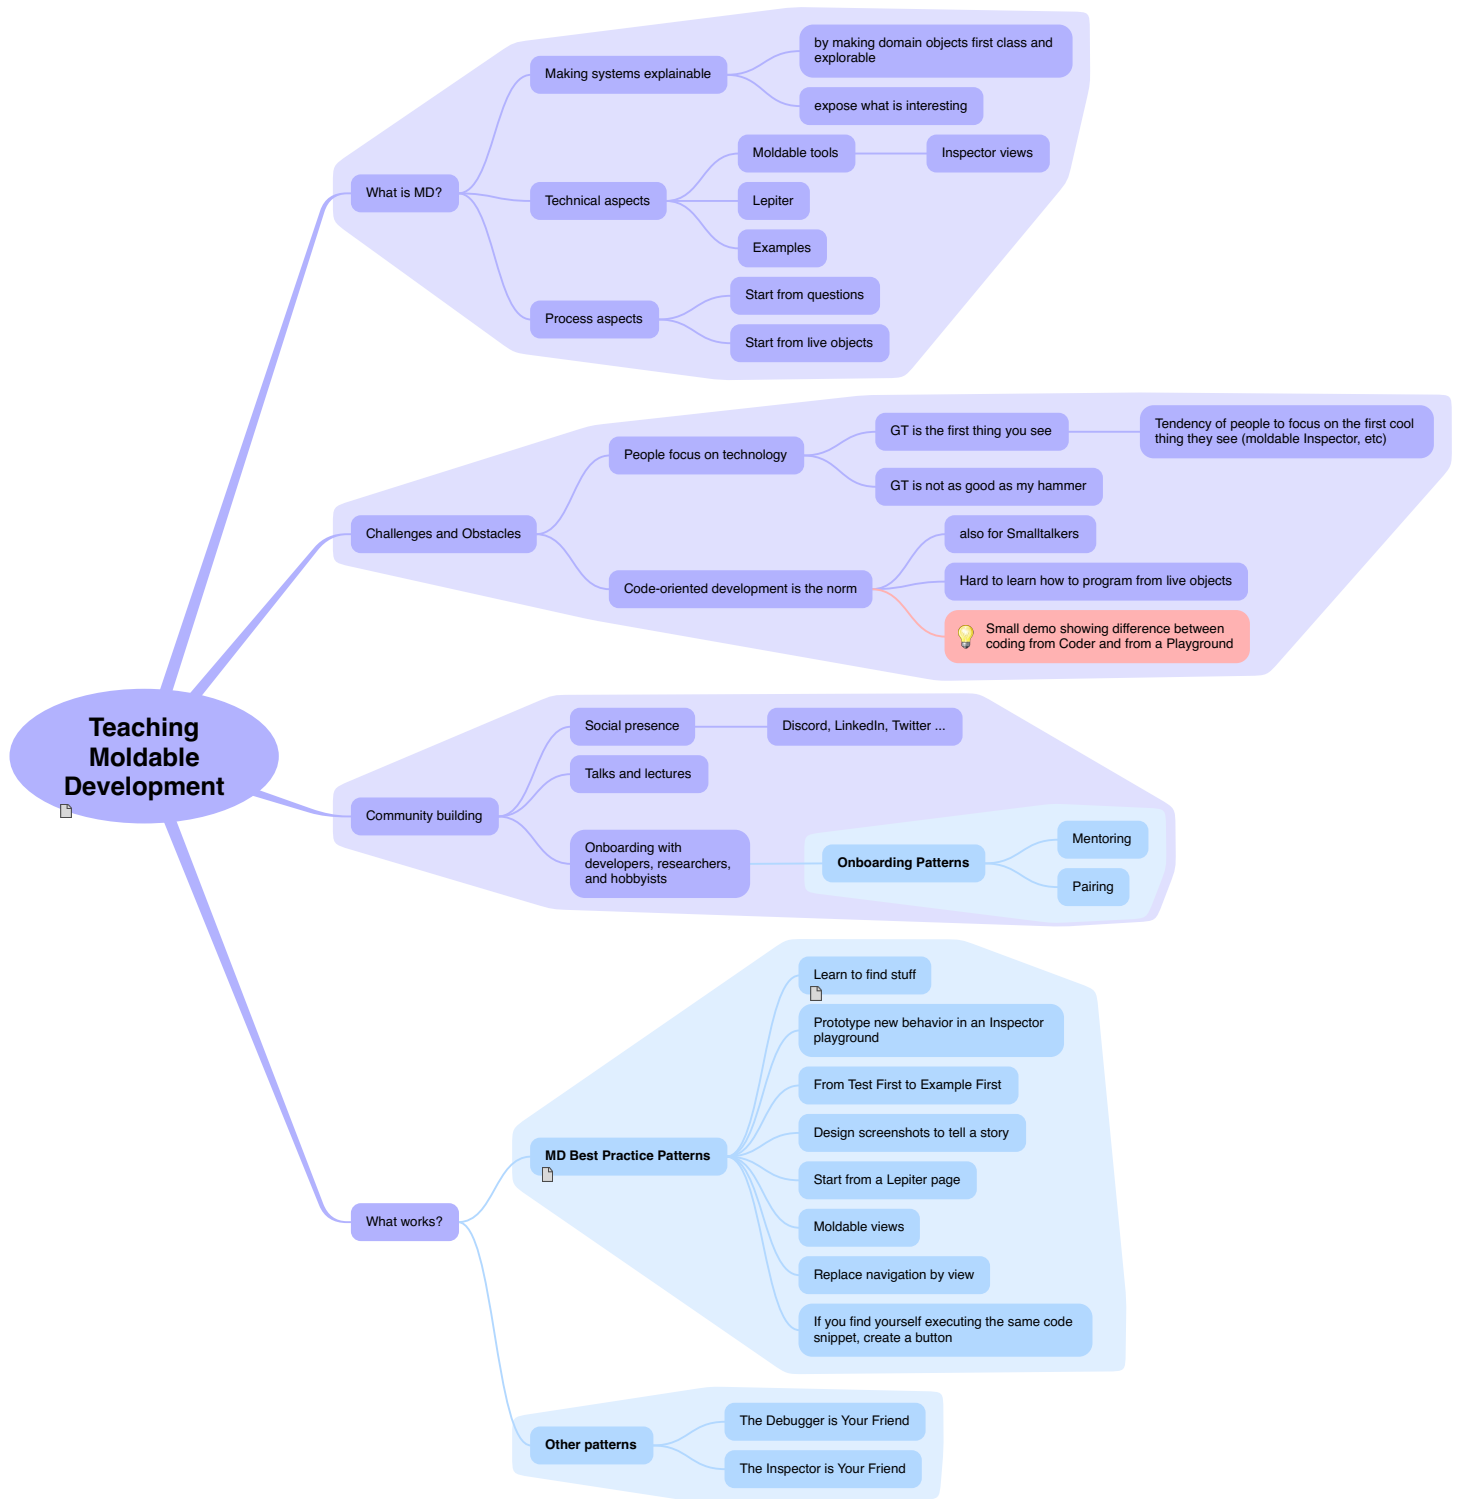 Teaching
Moldable
Development
What is MD?
Making systems explainable
by making domain objects first class and
explorable
expose what is interesting
Technical aspects
Moldable tools
Inspector views
Lepiter
Examples
Process aspects
Start from questions
Start from live objects
Challenges and Obstacles
People focus on technology
GT is the first thing you see
Tendency of people to focus on the first cool
thing they see (moldable Inspector, etc)
GT is not as good as my hammer
Code-oriented development is the norm
also for Smalltalkers
Hard to learn how to program from live objects
Small demo showing difference between
coding from Coder and from a Playground
Community building
Social presence
Discord, LinkedIn, Twitter ...
Talks and lectures
Onboarding with
developers, researchers,
and hobbyists
Onboarding Patterns
Mentoring
Pairing
What works?
MD Best Practice Patterns
Learn to find stuff
Prototype new behavior in an Inspector
playground
From Test First to Example First
Design screenshots to tell a story
Start from a Lepiter page
Moldable views
Replace navigation by view
If you find yourself executing the same code
snippet, create a button
Other patterns
The Debugger is Your Friend
The Inspector is Your Friend